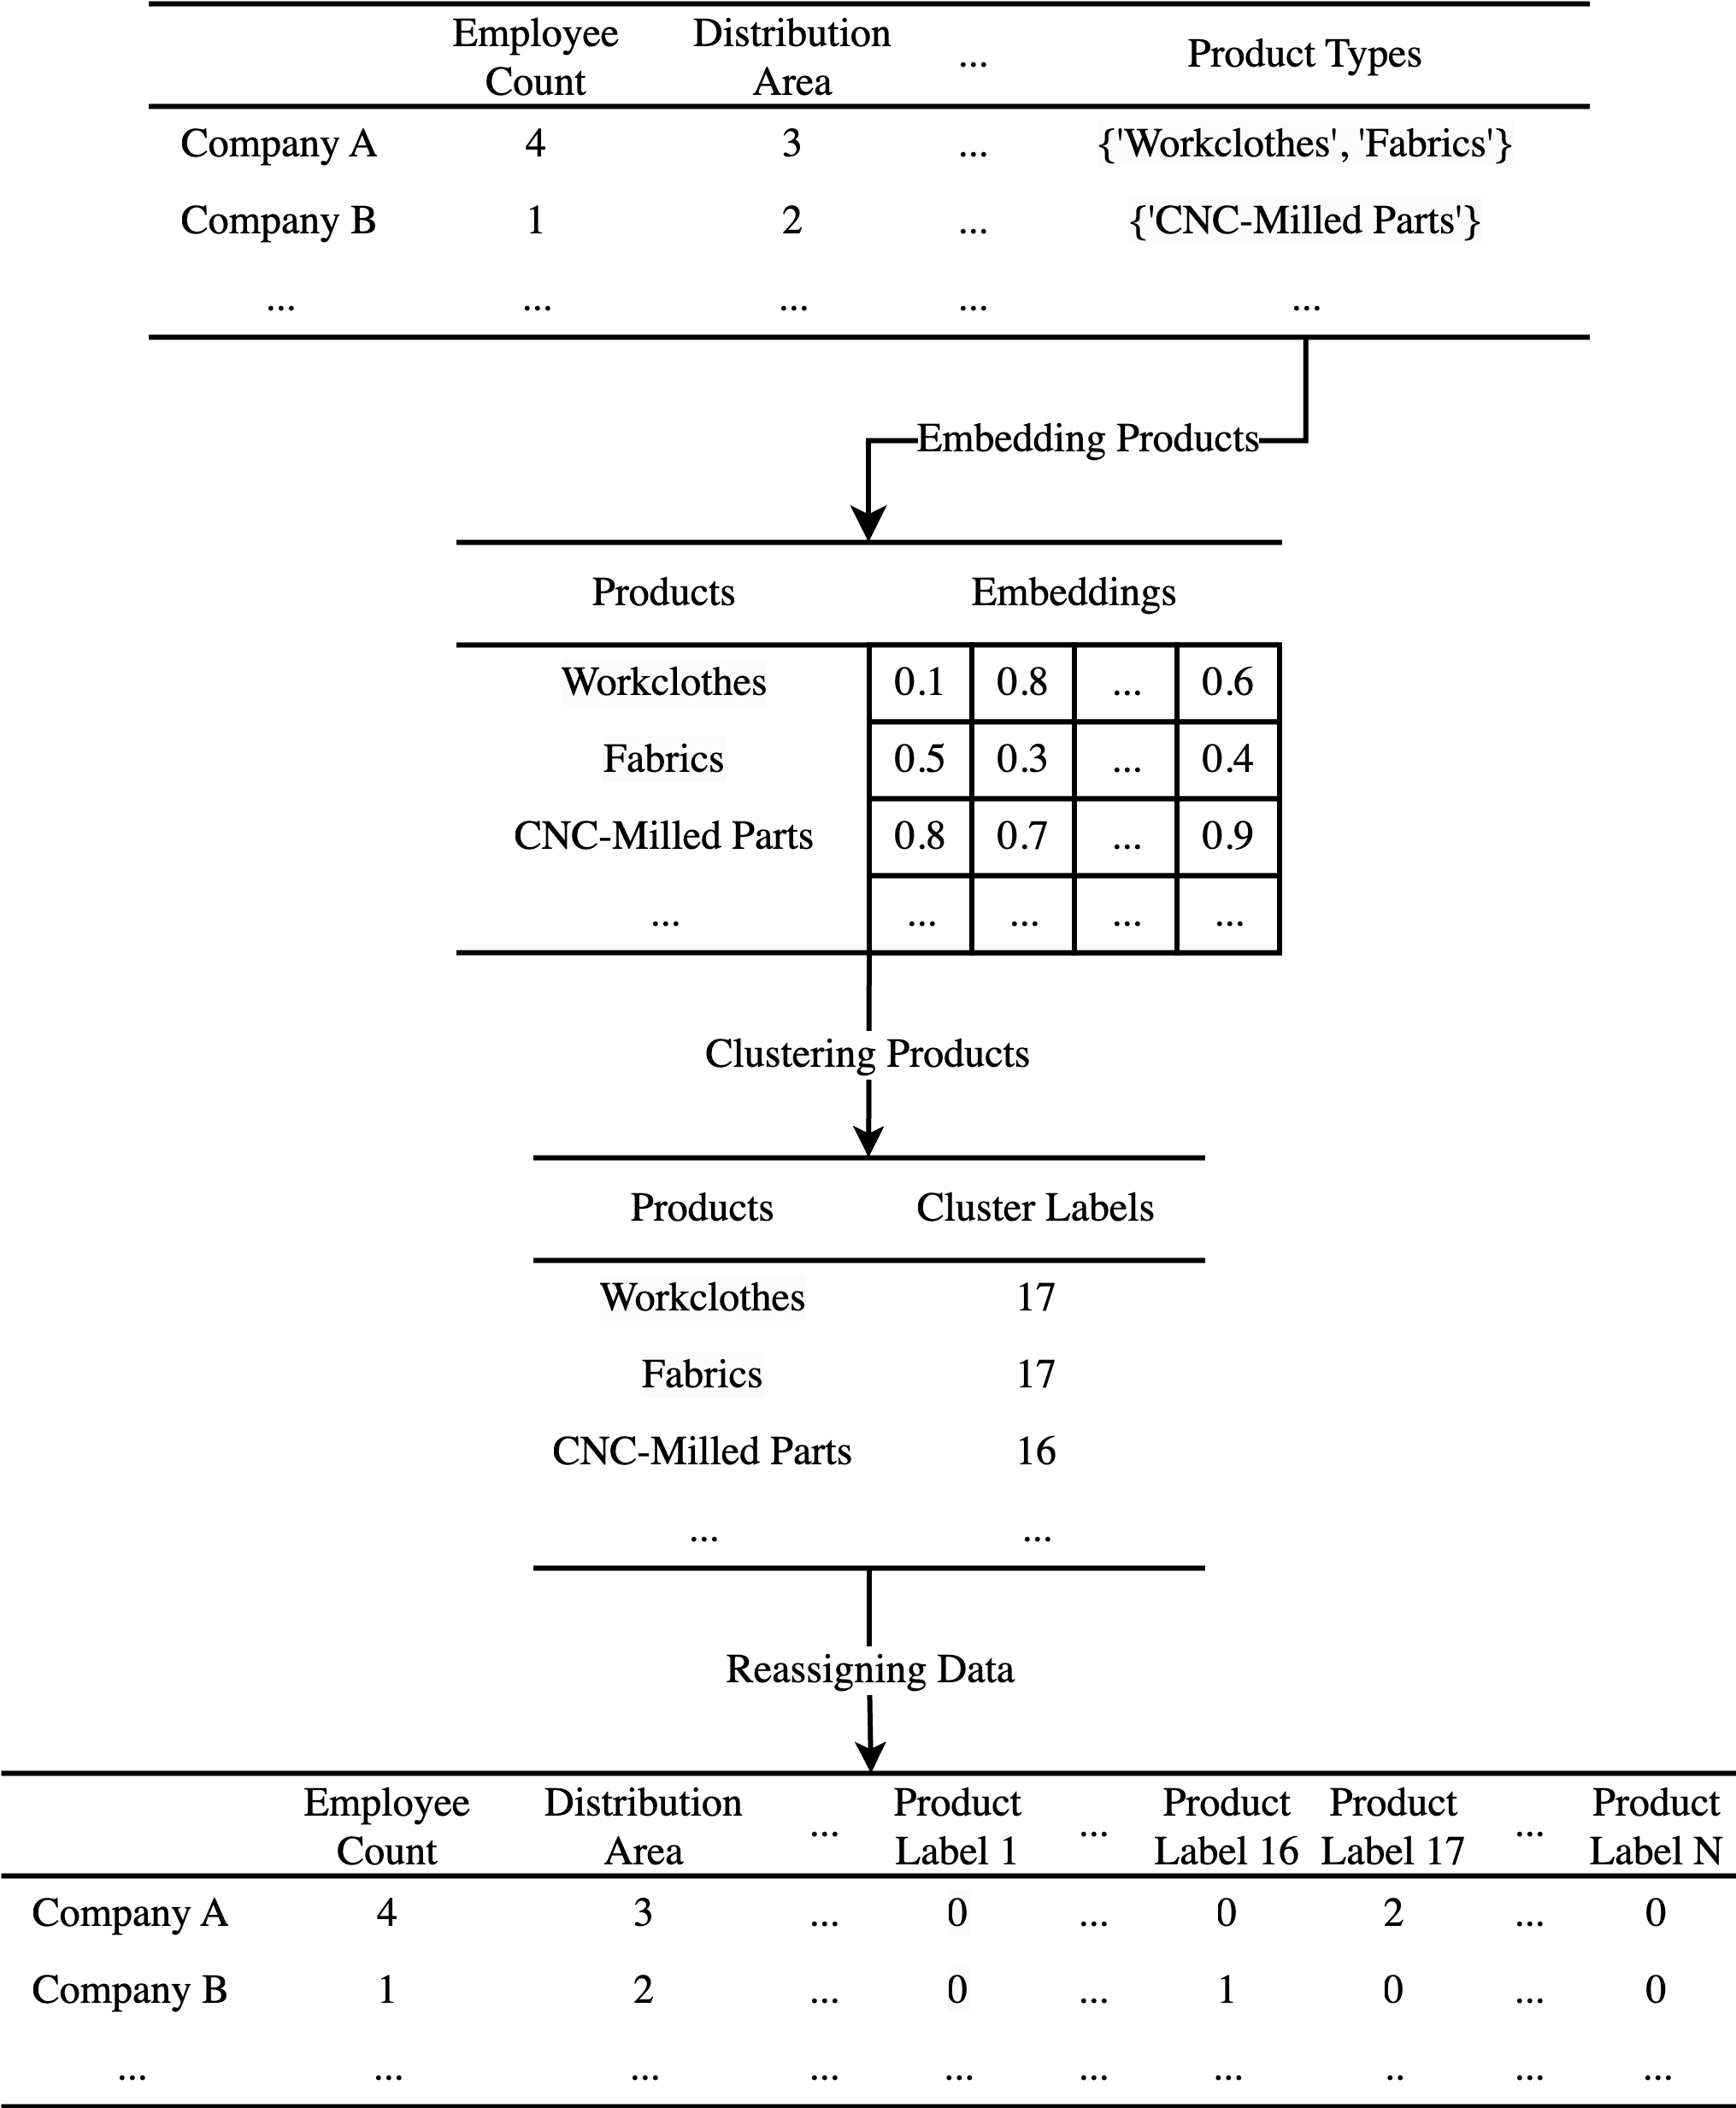 Employee Count Distribution Area ... Product Types
Company A 4 3 ... {'Workclothes', 'Fabrics'}
Company B 1 2 ... {'CNC-Milled Parts'}
... ... ... ... ...
Embedding Products
Products Embeddings
Workclothes 0.1 0.8 ... 0.6
Fabrics 0.5 0.3 ... 0.4
CNC-Milled Parts 0.8 0.7 ... 0.9
... ... ... ... ...
Clustering Products
Products Cluster Labels
Workclothes 17
Fabrics 17
CNC-Milled Parts 16
... ...
Reassigning Data
Employee Count Distribution Area ... Product Label 1 ... Product Label 16 Product Label 17 ... Product Label N
Company A 4 3 ... 0 ... 0 2 ... 0
Company B 1 2 ... 0 ... 1 0 ... 0
... ... ... ... ... ... ... .. ... ...